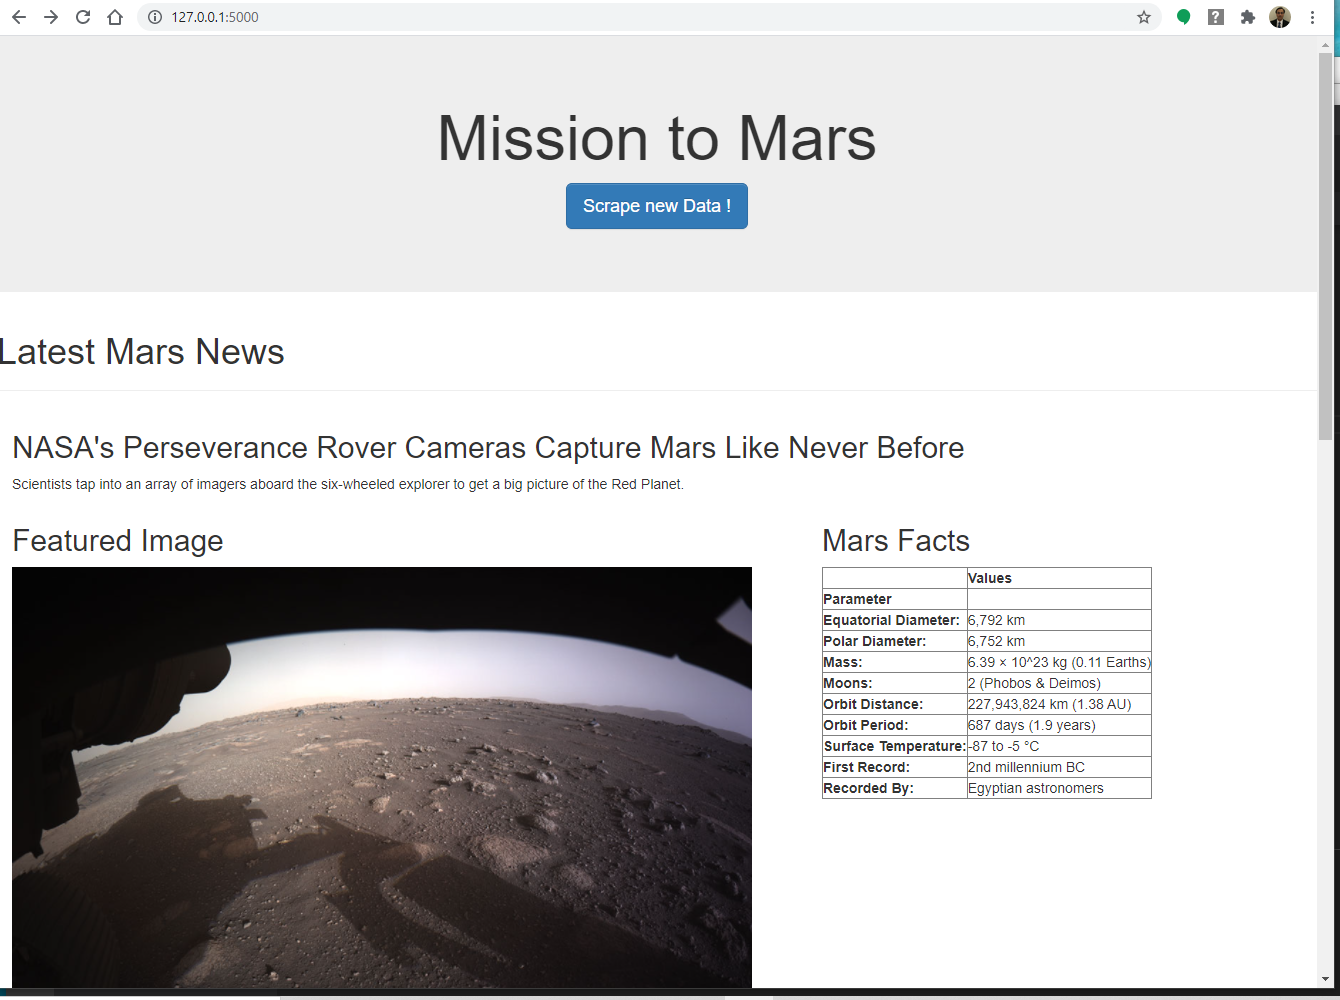 127.0.0.1:5000
Mission to Mars
Scrape new Data !
Latest Mars News
NASA's Perseverance Rover Cameras Capture Mars Like Never Before
Scientists tap into an array of imagers aboard the six-wheeled explorer to get a big picture of the Red Planet.
Featured Image
Mars Facts
Values
Parameter
Equatorial Diameter: 6,792 km
Polar Diameter: 6,752 km
Mass: 6.39 × 10^23 kg (0.11 Earths)
Moons: 2 (Phobos & Deimos)
Orbit Distance: 227,943,824 km (1.38 AU)
Orbit Period: 687 days (1.9 years)
Surface Temperature: -87 to -5 °C
First Record: 2nd millennium BC
Recorded By: Egyptian astronomers